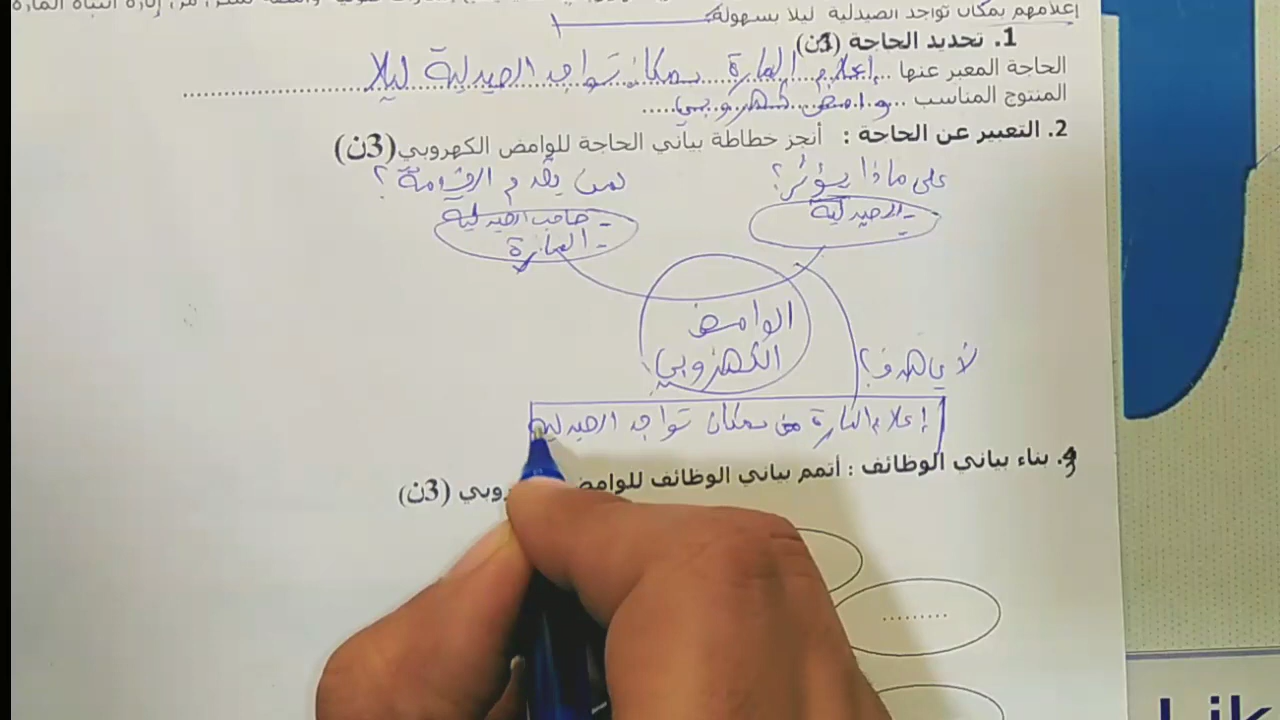 إعلامهم بمكان تواجد الصيدلية ليلا بسهولة
1. تحديد الحاجة (3ن)
الحاجة المعبر عنها ...إعلام المارة بمكان تواجد الصيدلية ليلا
المنتوج المناسب ...وامض كهروبي.....
2. التعبير عن الحاجة : أنجز خطاطة بياني الحاجة للوامض الكهروبي(3ن)
على ماذا يؤثر؟ لمن يقدم الخدمة؟
- الصيدلية
- صاحب الصيدلية
- المارة
الوامض
الكهروبي
لأي هدف؟
إعلام المارة من مكان تواجد الصيدلية
3. بناء بياني الوظائف : أتمم بياني الوظائف للوامض الكهروبي (3ن)
.........
Lik